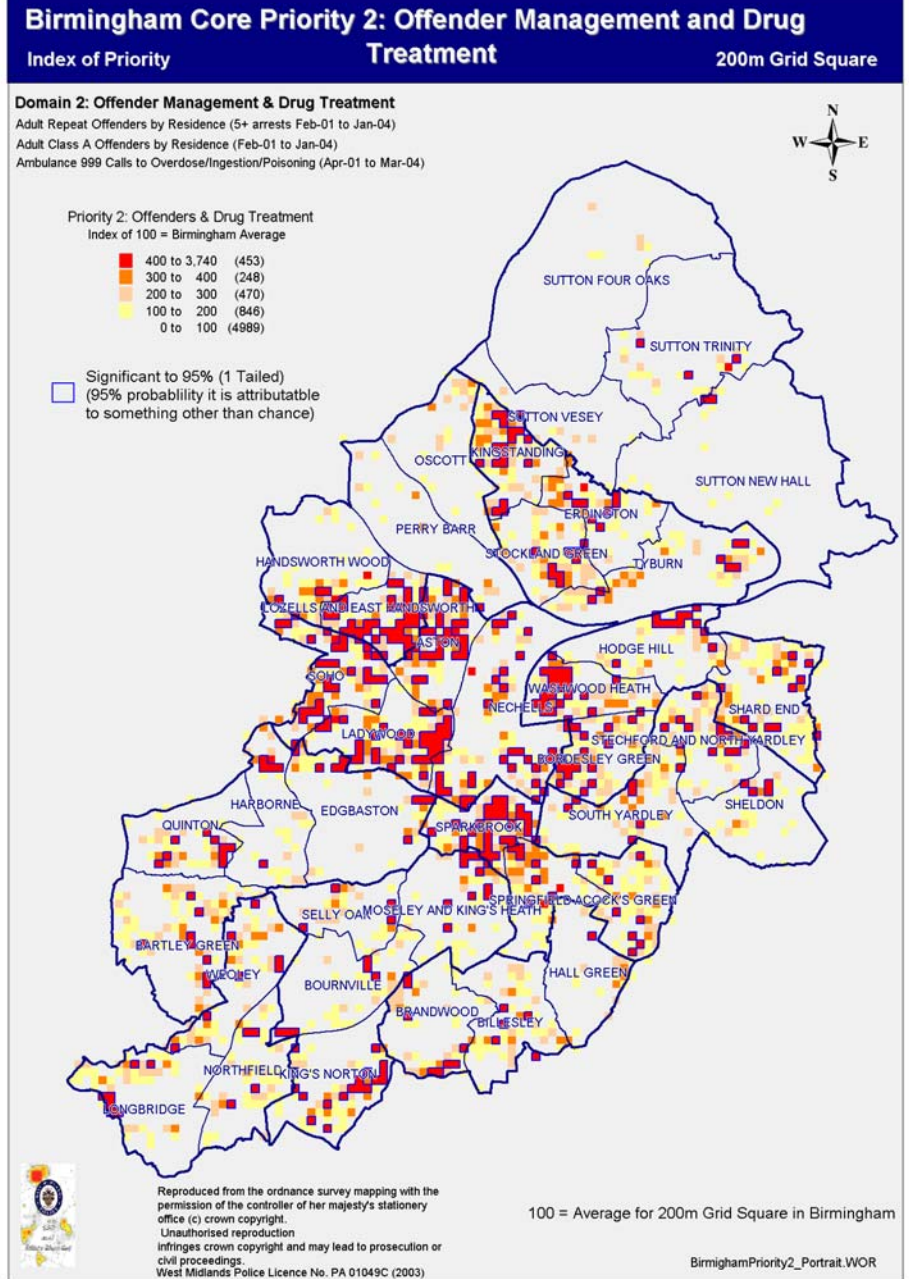 Birmingham Core Priority 2: Offender Management and Drug
Treatment
Index of Priority
200m Grid Square
Domain 2: Offender Management & Drug Treatment
Adult Repeat Offenders by Residence (5+ arrests Feb-01 to Jan-04)
Adult Class A Offenders by Residence (Feb-01 to Jan-04)
Ambulance 999 Calls to Overdose/Ingestion/Poisoning (Apr-01 to Mar-04)
N
W E
S
Priority 2: Offenders & Drug Treatment
Index of 100 = Birmingham Average
400 to 3,740 (453)
300 to 400 (248)
200 to 300 (470)
100 to 200 (846)
0 to 100 (4989)
Significant to 95% (1 Tailed)
(95% probablility it is attributatble
to something other than chance)
SUTTON FOUR OAKS
SUTTON TRINITY
SUTTON VESEY
KINGSTANDING
OSCOTT
SUTTON NEW HALL
ERDINGTON
PERRY BARR
STOCKLAND GREEN
TYBURN
HANDSWORTH WOOD
LOZELLS AND EAST HANDSWORTH
ASTON
HODGE HILL
SOHO
WASHWOOD HEATH
NECHELLS
SHARD END
LADYWOOD
STECHFORD AND NORTH YARDLEY
BORDESLEY GREEN
HARBORNE
EDGBASTON
SHELDON
SOUTH YARDLEY
QUINTON
SPARKBROOK
SPRINGFIELD
ACOCK'S GREEN
SELLY OAK
MOSELEY AND KING'S HEATH
BARTLEY GREEN
WEOLEY
HALL GREEN
BOURNVILLE
BRANDWOOD
BILLESLEY
NORTHFIELD
KING'S NORTON
LONGBRIDGE
Reproduced from the ordnance survey mapping with the
permission of the controller of her majesty's stationery
office (c) crown copyright.
Unauthorised reproduction
infringes crown copyright and may lead to prosecution or
civil proceedings.
West Midlands Police Licence No. PA 01049C (2003)
100 = Average for 200m Grid Square in Birmingham
BirmighamPriority2_Portrait.WOR